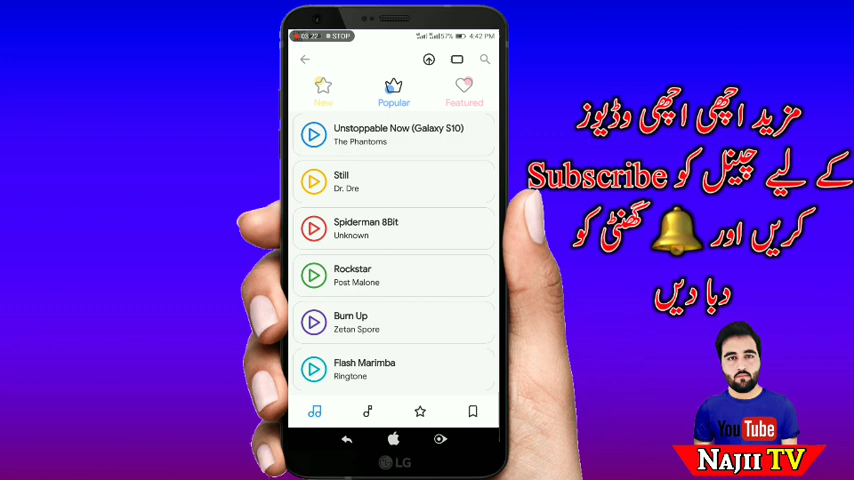 03:22 STOP
57% 4:42 PM
New
Popular
Featured
Unstoppable Now (Galaxy S10)
The Phantoms
Still
Dr. Dre
Spiderman 8Bit
Unknown
Rockstar
Post Malone
Burn Up
Zetan Spore
Flash Marimba
Ringtone
LG
مزید اچھی اچھی وڈیوز
کے لیے چینل کو Subscribe
کریں اور 🔔 گھنٹی کو
دبا دیں
YouTube
NAJII TV